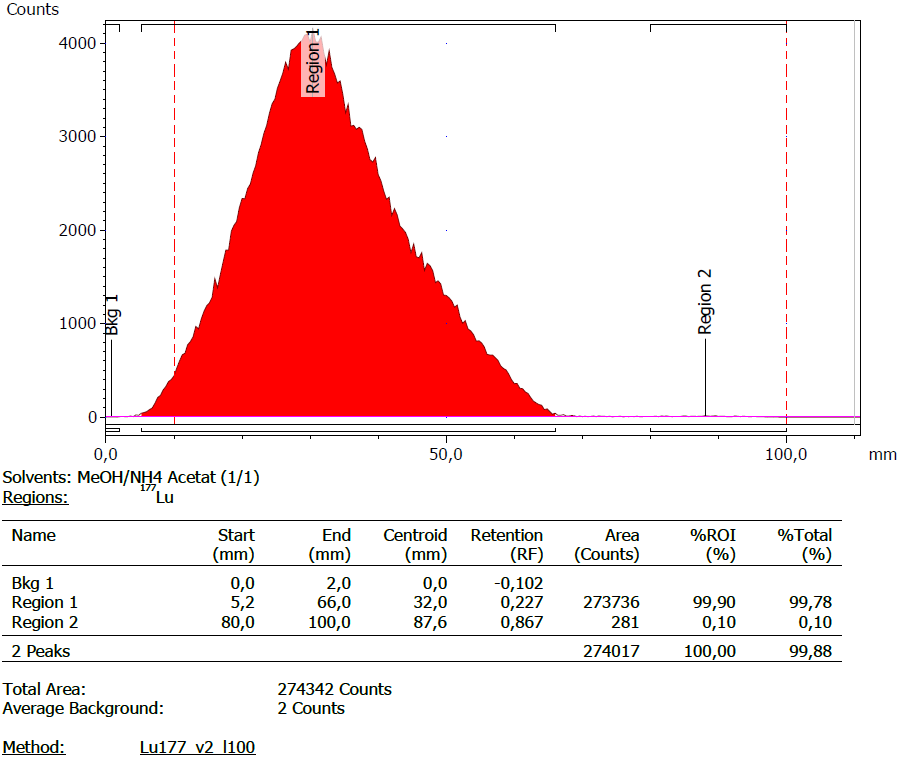 Counts
4000
3000
2000
1000
0
Region 1
Bkg 1
Region 2
0,0 50,0 100,0 mm
Solvents: MeOH/NH4 Acetat (1/1)
Regions: 177Lu
Name Start End Centroid Retention Area %ROI %Total
(mm) (mm) (mm) (RF) (Counts) (%) (%)
Bkg 1 0,0 2,0 0,0 -0,102
Region 1 5,2 66,0 32,0 0,227 273736 99,90 99,78
Region 2 80,0 100,0 87,6 0,867 281 0,10 0,10
2 Peaks 274017 100,00 99,88
Total Area: 274342 Counts
Average Background: 2 Counts
Method: Lu177_v2_l100